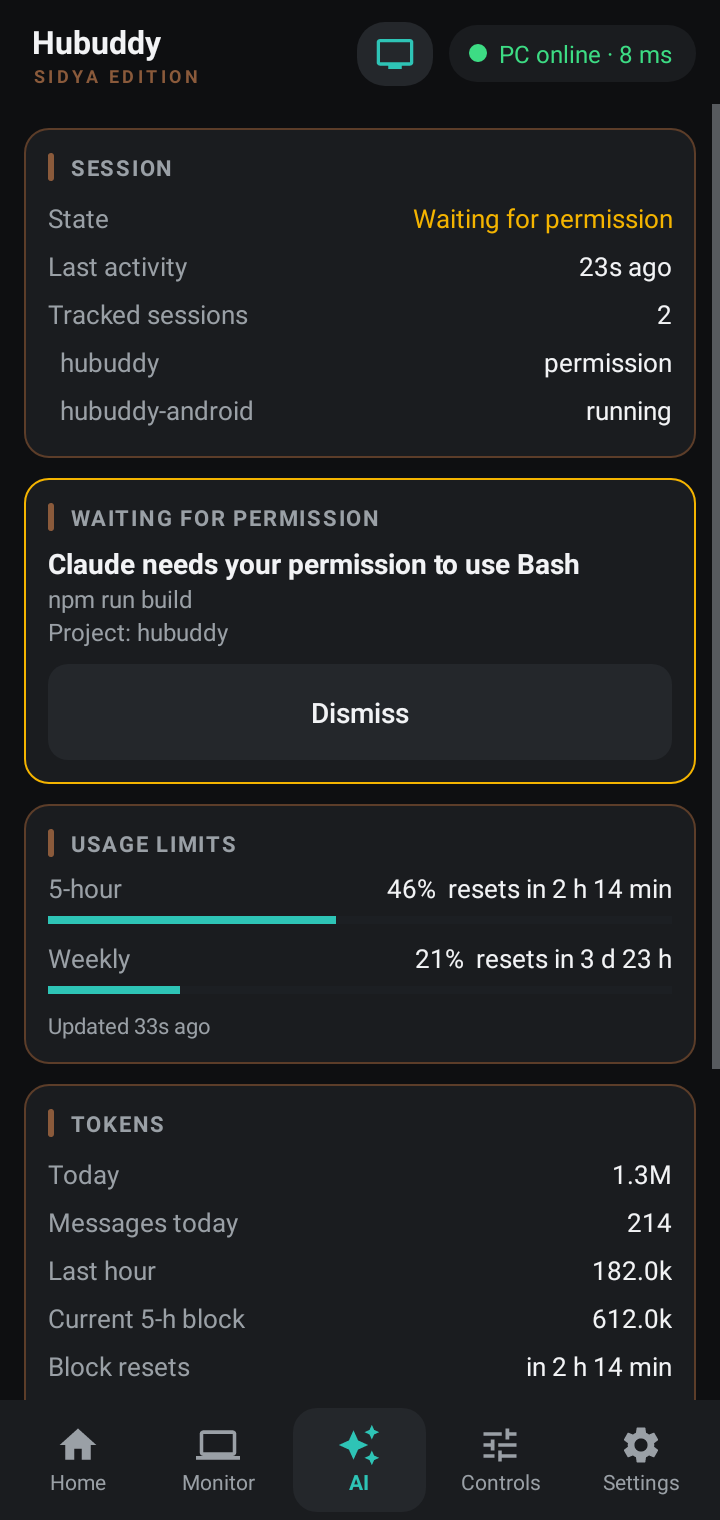 Hubuddy
SIDYA EDITION
PC online · 8 ms
SESSION
State Waiting for permission
Last activity 23s ago
Tracked sessions 2
hubuddy permission
hubuddy-android running
WAITING FOR PERMISSION
Claude needs your permission to use Bash
npm run build
Project: hubuddy
Dismiss
USAGE LIMITS
5-hour 46% resets in 2 h 14 min
Weekly 21% resets in 3 d 23 h
Updated 33s ago
TOKENS
Today 1.3M
Messages today 214
Last hour 182.0k
Current 5-h block 612.0k
Block resets in 2 h 14 min
Home Monitor AI Controls Settings